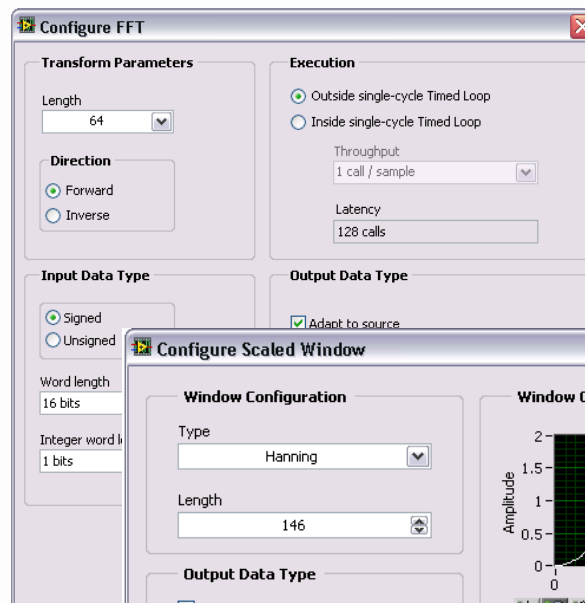 Configure FFT
Transform Parameters
Length
64
Direction
Forward
Inverse
Execution
Outside single-cycle Timed Loop
Inside single-cycle Timed Loop
Throughput
1 call / sample
Latency
128 calls
Input Data Type
Signed
Unsigned
Word length
16 bits
Integer word
1 bits
Output Data Type
Adapt to source
Configure Scaled Window
Window Configuration
Type
Hanning
Length
146
Output Data Type
Window
Amplitude
2
1.5
1
0.5
0
0